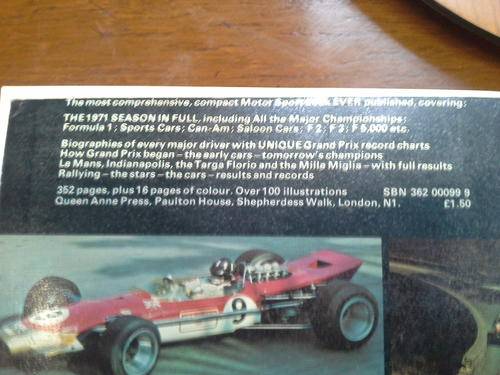 The most comprehensive, compact Motor Sport Book EVER published, covering:
THE 1971 SEASON IN FULL, including All the Major Championships:
Formula 1; Sports Cars; Can-Am; Saloon Cars; F 2; F 3; F 5,000 etc.
Biographies of every major driver with UNIQUE Grand Prix record charts
How Grand Prix began – the early cars – tomorrow's champions
Le Mans, Indianapolis, the Targa Florio and the Mille Miglia – with full results
Rallying – the stars – the cars – results and records
352 pages, plus 16 pages of colour. Over 100 illustrations SBN 362 00099 9
Queen Anne Press, Paulton House, Shepherdess Walk, London, N1. £1.50
9